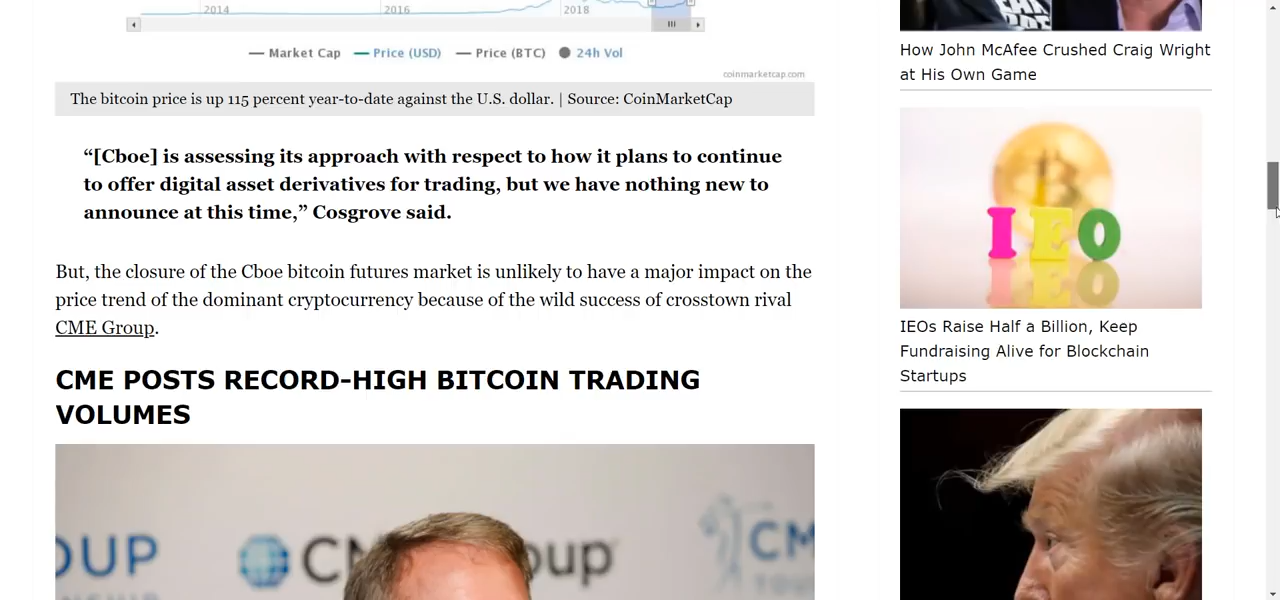 2014 2016 2018
Market Cap Price (USD) Price (BTC) 24h Vol
coinmarketcap.com
The bitcoin price is up 115 percent year-to-date against the U.S. dollar. | Source: CoinMarketCap
“[Cboe] is assessing its approach with respect to how it plans to continue
to offer digital asset derivatives for trading, but we have nothing new to
announce at this time,” Cosgrove said.
But, the closure of the Cboe bitcoin futures market is unlikely to have a major impact on the
price trend of the dominant cryptocurrency because of the wild success of crosstown rival
CME Group.
CME POSTS RECORD-HIGH BITCOIN TRADING
VOLUMES
How John McAfee Crushed Craig Wright
at His Own Game
IEO
IEOs Raise Half a Billion, Keep
Fundraising Alive for Blockchain
Startups